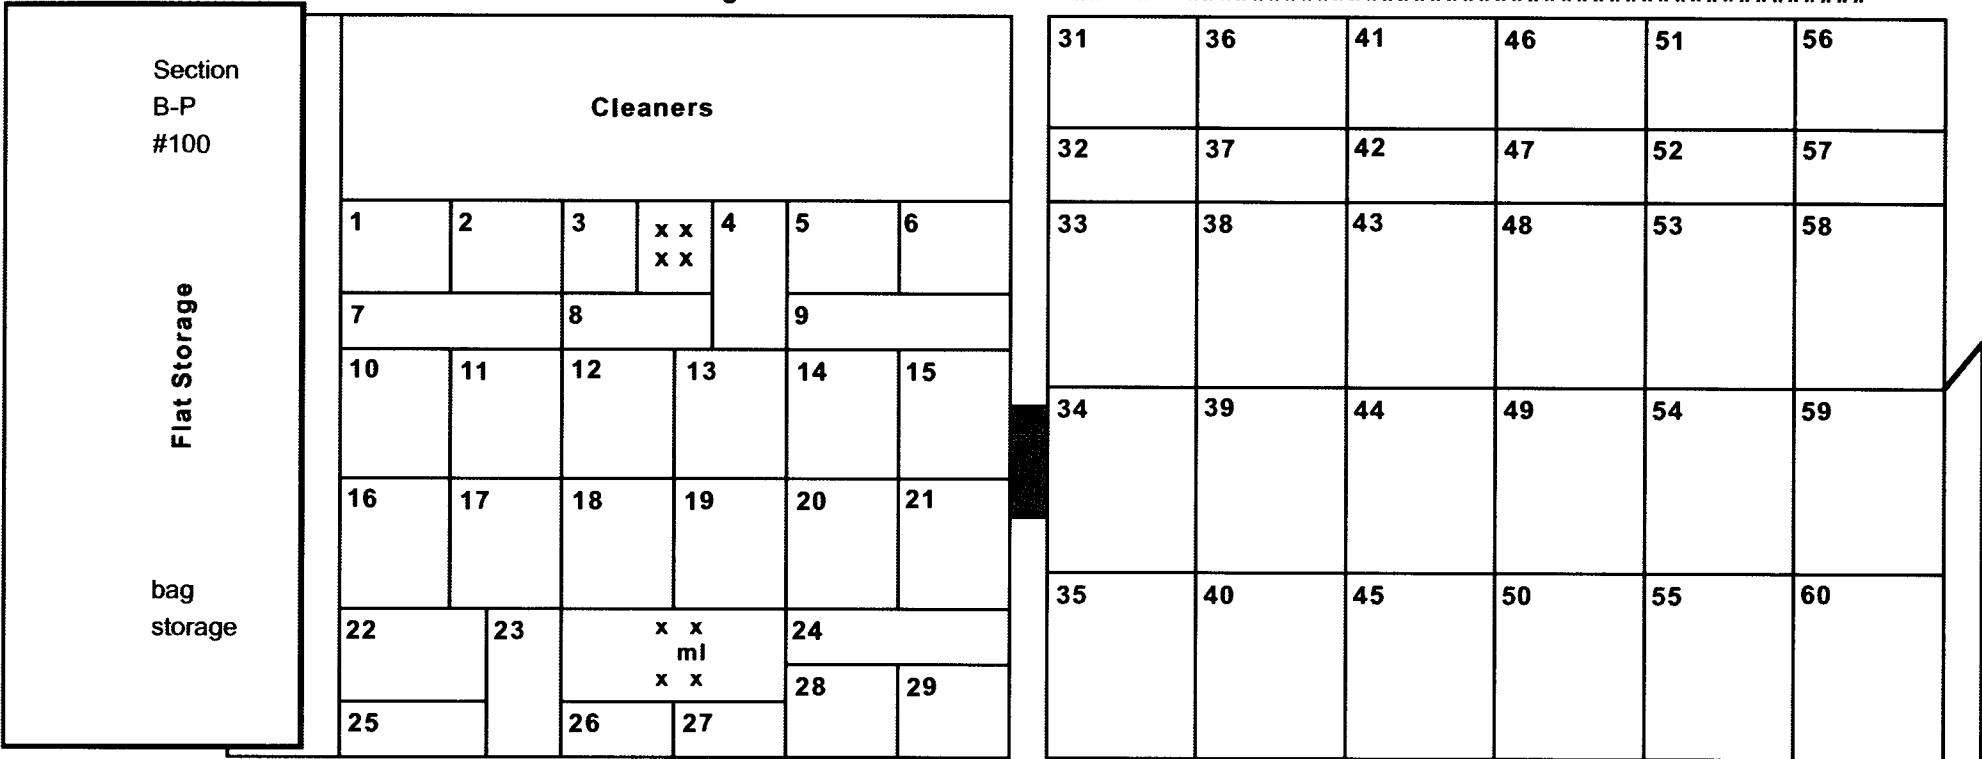 Section
B-P
#100
Flat Storage
bag
storage
Cleaners
1 2 3 x x 4 5 6
x x
7 8 9
10 11 12 13 14 15
16 17 18 19 20 21
22 23 x x 24
ml
x x 28 29
25 26 27
31 36 41 46 51 56
32 37 42 47 52 57
33 38 43 48 53 58
34 39 44 49 54 59
35 40 45 50 55 60